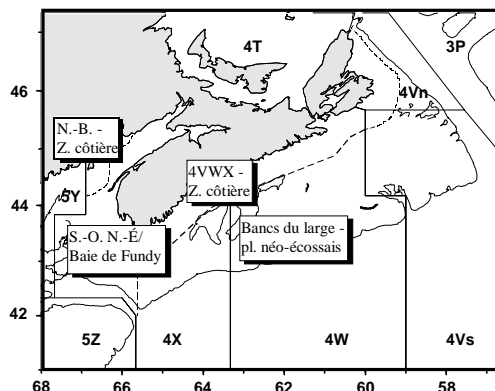 4T
3P
46
4Vn
N.-B. -
Z. côtière
4VWX -
Z. côtière
5Y
44
S.-O. N.-É/
Baie de Fundy
Bancs du large -
pl. néo-écossais
42
5Z
4X
4W
4Vs
68
66
64
62
60
58